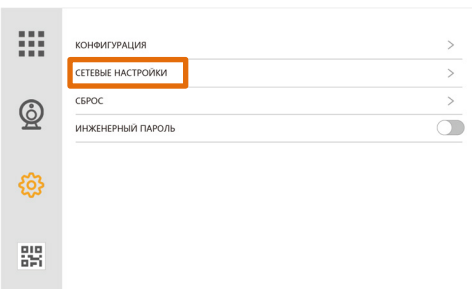 КОНФИГУРАЦИЯ
СЕТЕВЫЕ НАСТРОЙКИ
СБРОС
ИНЖЕНЕРНЫЙ ПАРОЛЬ